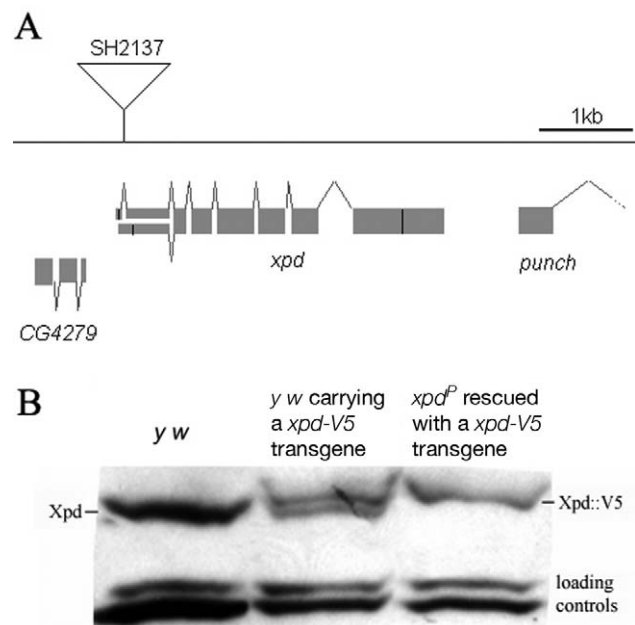 A
SH2137
1kb
xpd
punch
CG4279
B
y w
y w carrying
a xpd-V5
transgene
xpdᴾ rescued
with a xpd-V5
transgene
Xpd
Xpd::V5
loading
controls